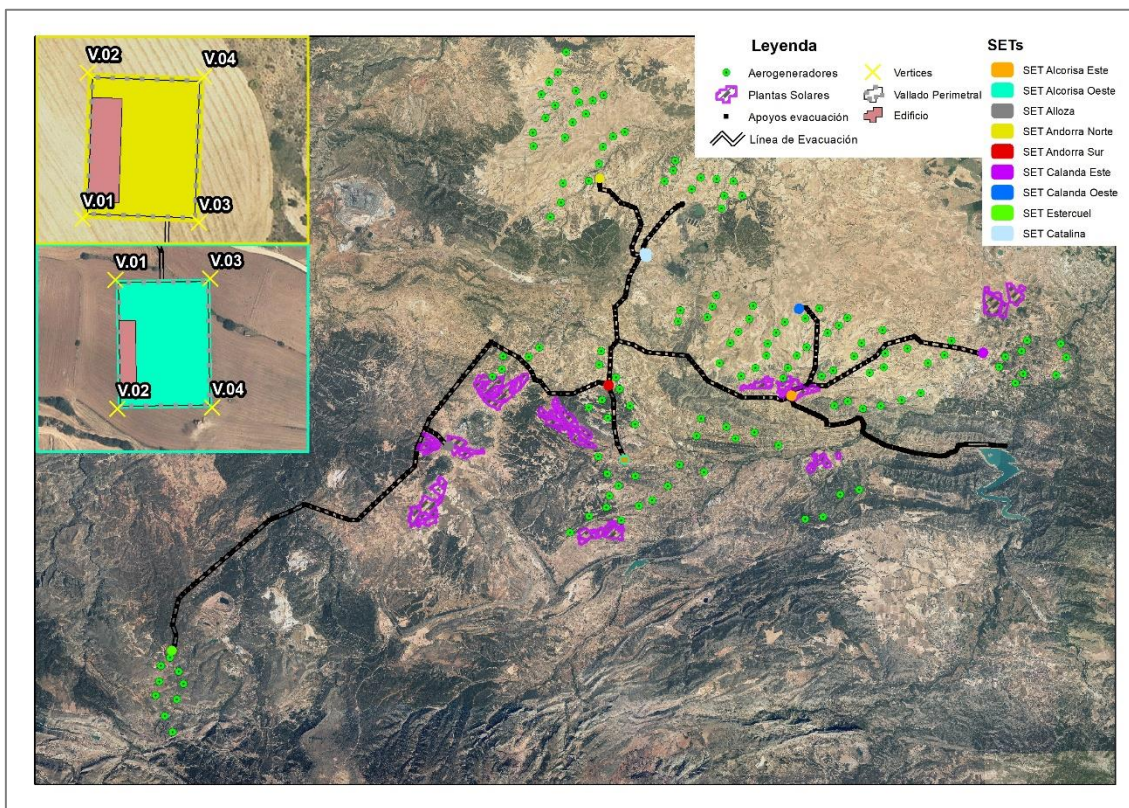 V.02
V.04
V.01
V.03
V.01
V.03
V.02
V.04
Leyenda
Aerogeneradores
Plantas Solares
Apoyos evacuación
Línea de Evacuación
Vertices
Vallado Perimetral
Edificio
SETs
SET Alcorisa Este
SET Alcorisa Oeste
SET Alloza
SET Andorra Norte
SET Andorra Sur
SET Calanda Este
SET Calanda Oeste
SET Estercuel
SET Catalina